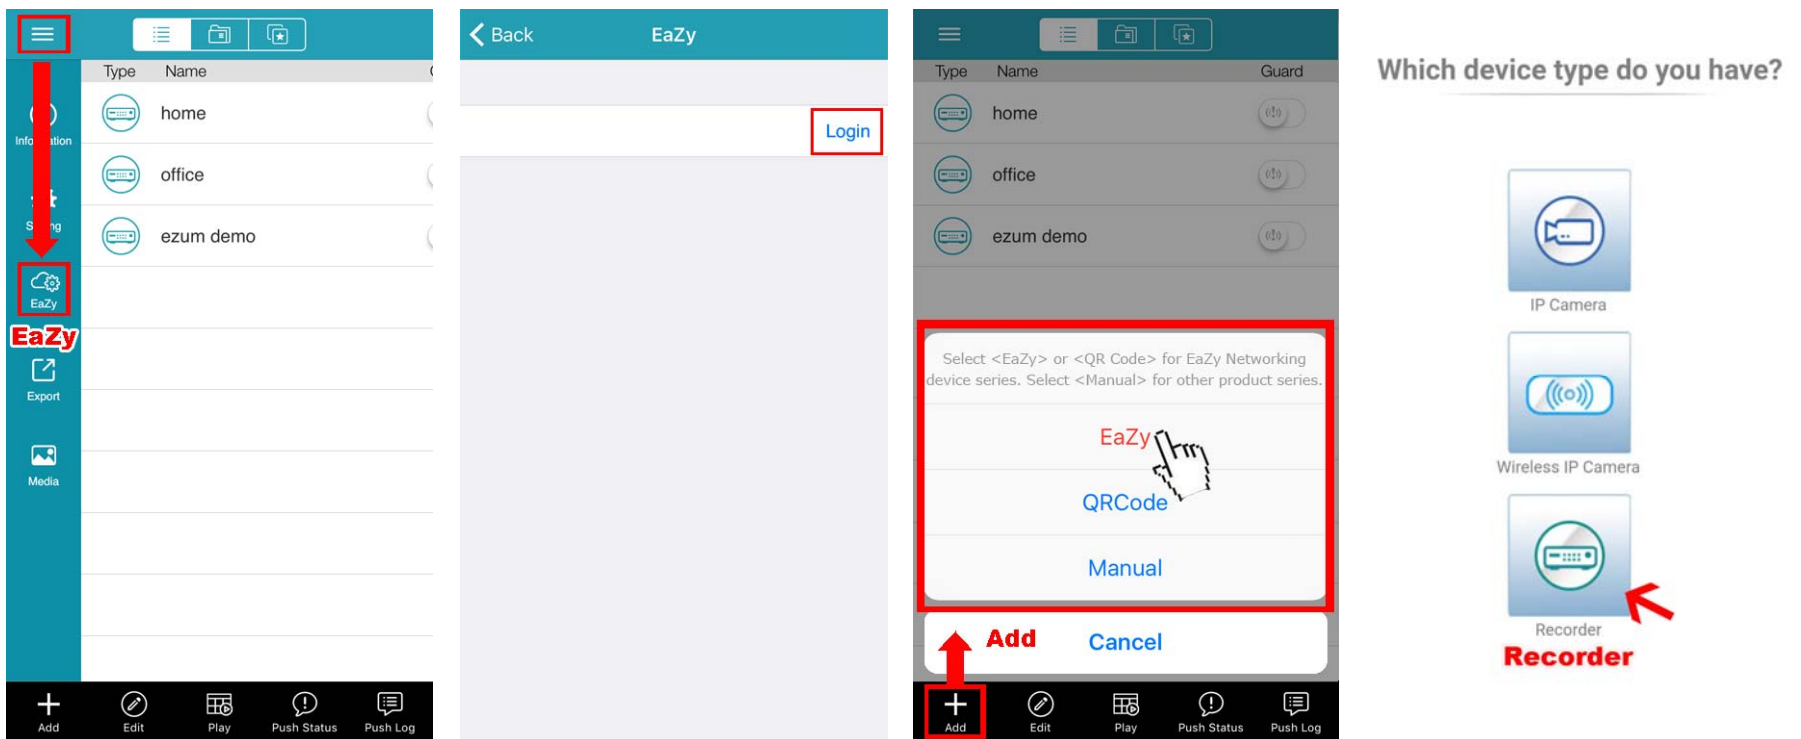 Type Name
Information
home
office
Setting
ezum demo
EaZy
EaZy
Export
Media
Add Edit Play Push Status Push Log
Back EaZy
Login
Type Name Guard
home
office
ezum demo
Select <EaZy> or <QR Code> for EaZy Networking
device series. Select <Manual> for other product series.
EaZy
QRCode
Manual
Add
Cancel
Add Edit Play Push Status Push Log
Which device type do you have?
IP Camera
Wireless IP Camera
Recorder
Recorder